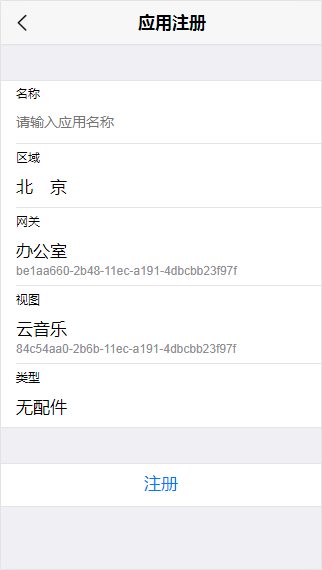 应用注册
名称
请输入应用名称
区域
北　京
网关
办公室
be1aa660-2b48-11ec-a191-4dbcbb23f97f
视图
云音乐
84c54aa0-2b6b-11ec-a191-4dbcbb23f97f
类型
无配件
注册